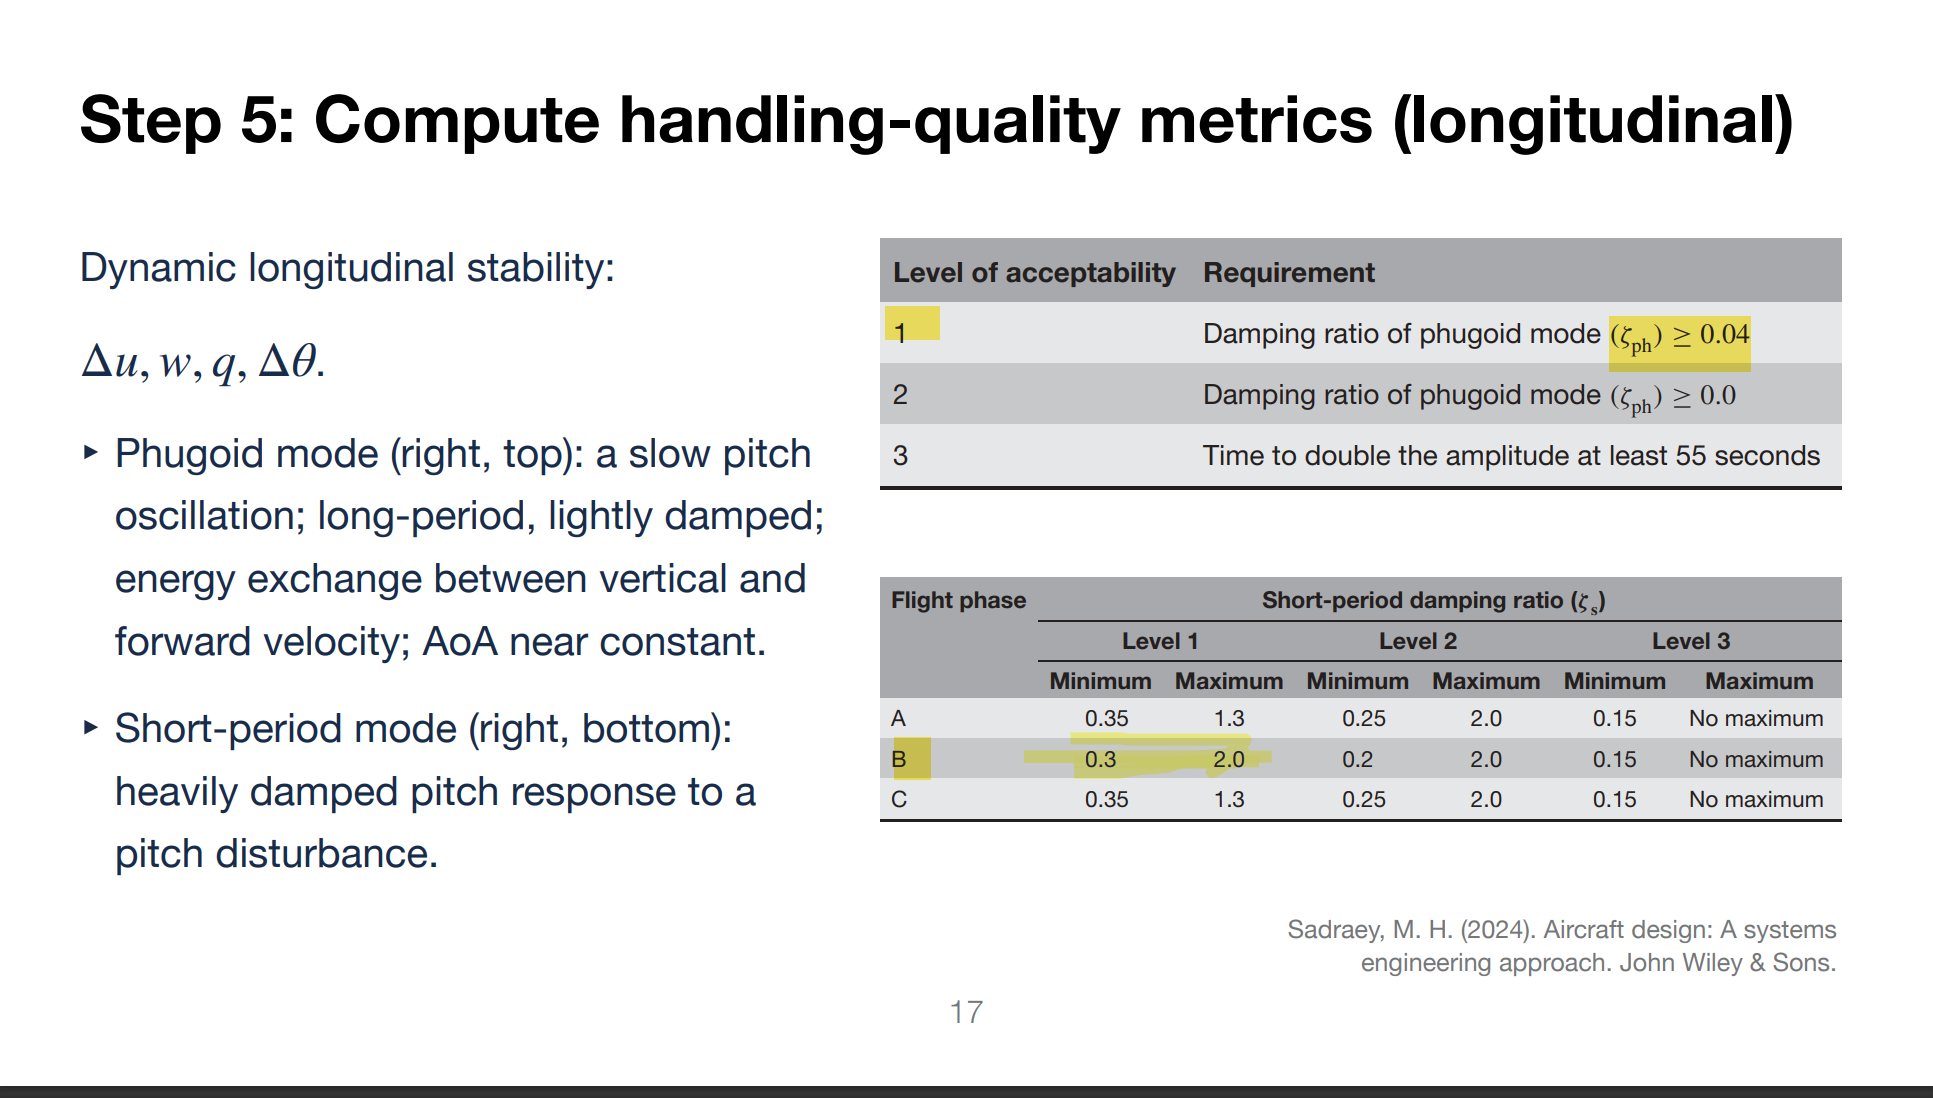 Step 5: Compute handling-quality metrics (longitudinal)
Dynamic longitudinal stability:
Δu, w, q, Δθ.
‣ Phugoid mode (right, top): a slow pitch
oscillation; long-period, lightly damped;
energy exchange between vertical and
forward velocity; AoA near constant.
‣ Short-period mode (right, bottom):
heavily damped pitch response to a
pitch disturbance.
Level of acceptability Requirement
1 Damping ratio of phugoid mode (ζph) ≥ 0.04
2 Damping ratio of phugoid mode (ζph) ≥ 0.0
3 Time to double the amplitude at least 55 seconds
Flight phase Short-period damping ratio (ζs)
Level 1 Level 2 Level 3
Minimum Maximum Minimum Maximum Minimum Maximum
A 0.35 1.3 0.25 2.0 0.15 No maximum
B 0.3 2.0 0.2 2.0 0.15 No maximum
C 0.35 1.3 0.25 2.0 0.15 No maximum
Sadraey, M. H. (2024). Aircraft design: A systems
engineering approach. John Wiley & Sons.
17